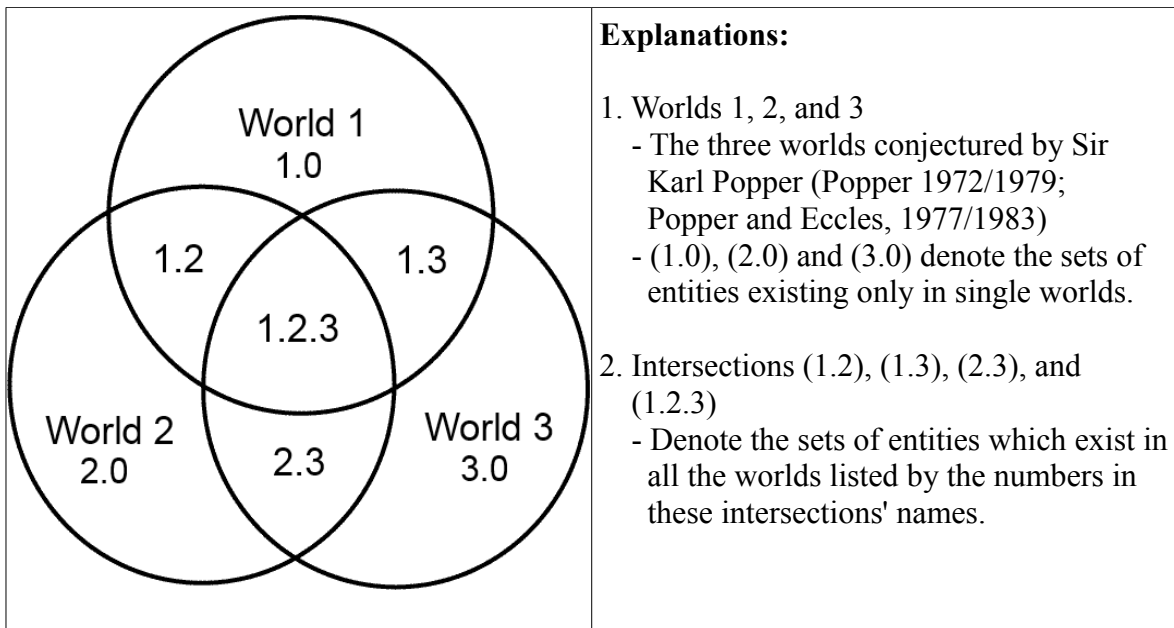 World 1
1.0
1.2
1.3
1.2.3
World 2
2.0
World 3
3.0
2.3
Explanations:
1. Worlds 1, 2, and 3
- The three worlds conjectured by Sir
Karl Popper (Popper 1972/1979;
Popper and Eccles, 1977/1983)
- (1.0), (2.0) and (3.0) denote the sets of
entities existing only in single worlds.
2. Intersections (1.2), (1.3), (2.3), and
(1.2.3)
- Denote the sets of entities which exist in
all the worlds listed by the numbers in
these intersections' names.